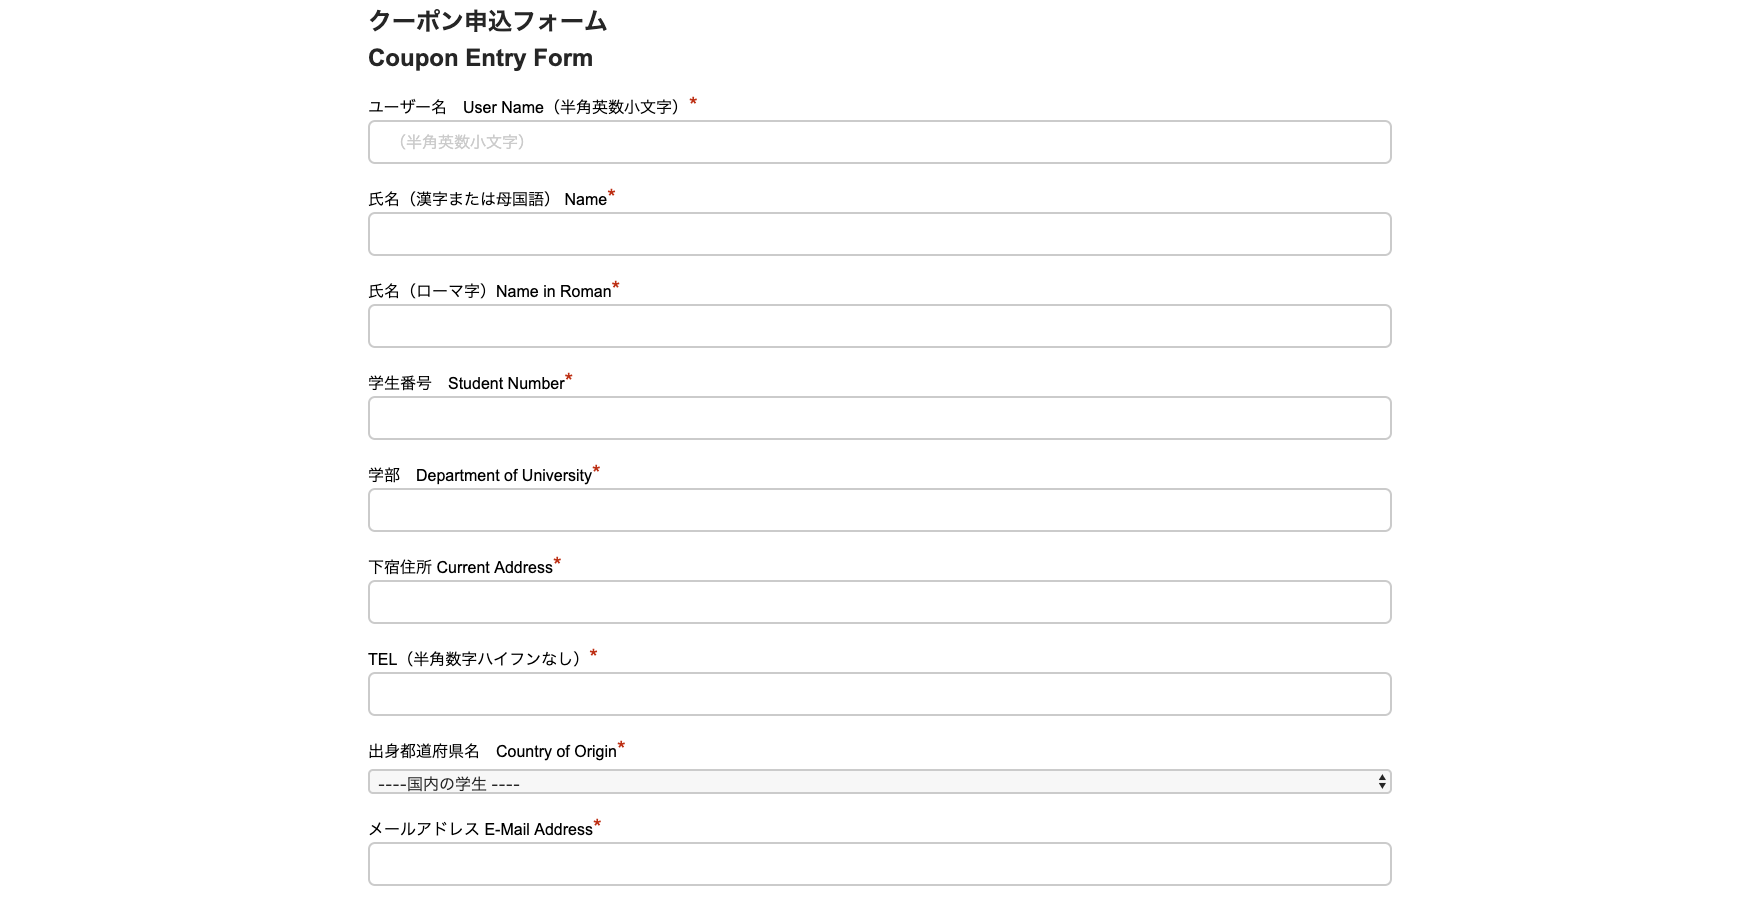 クーポン申込フォーム
Coupon Entry Form
ユーザー名　User Name（半角英数小文字）*
（半角英数小文字）
氏名（漢字または母国語） Name*
氏名（ローマ字）Name in Roman*
学生番号　Student Number*
学部　Department of University*
下宿住所 Current Address*
TEL（半角数字ハイフンなし）*
出身都道府県名　Country of Origin*
----国内の学生 ----
メールアドレス E-Mail Address*